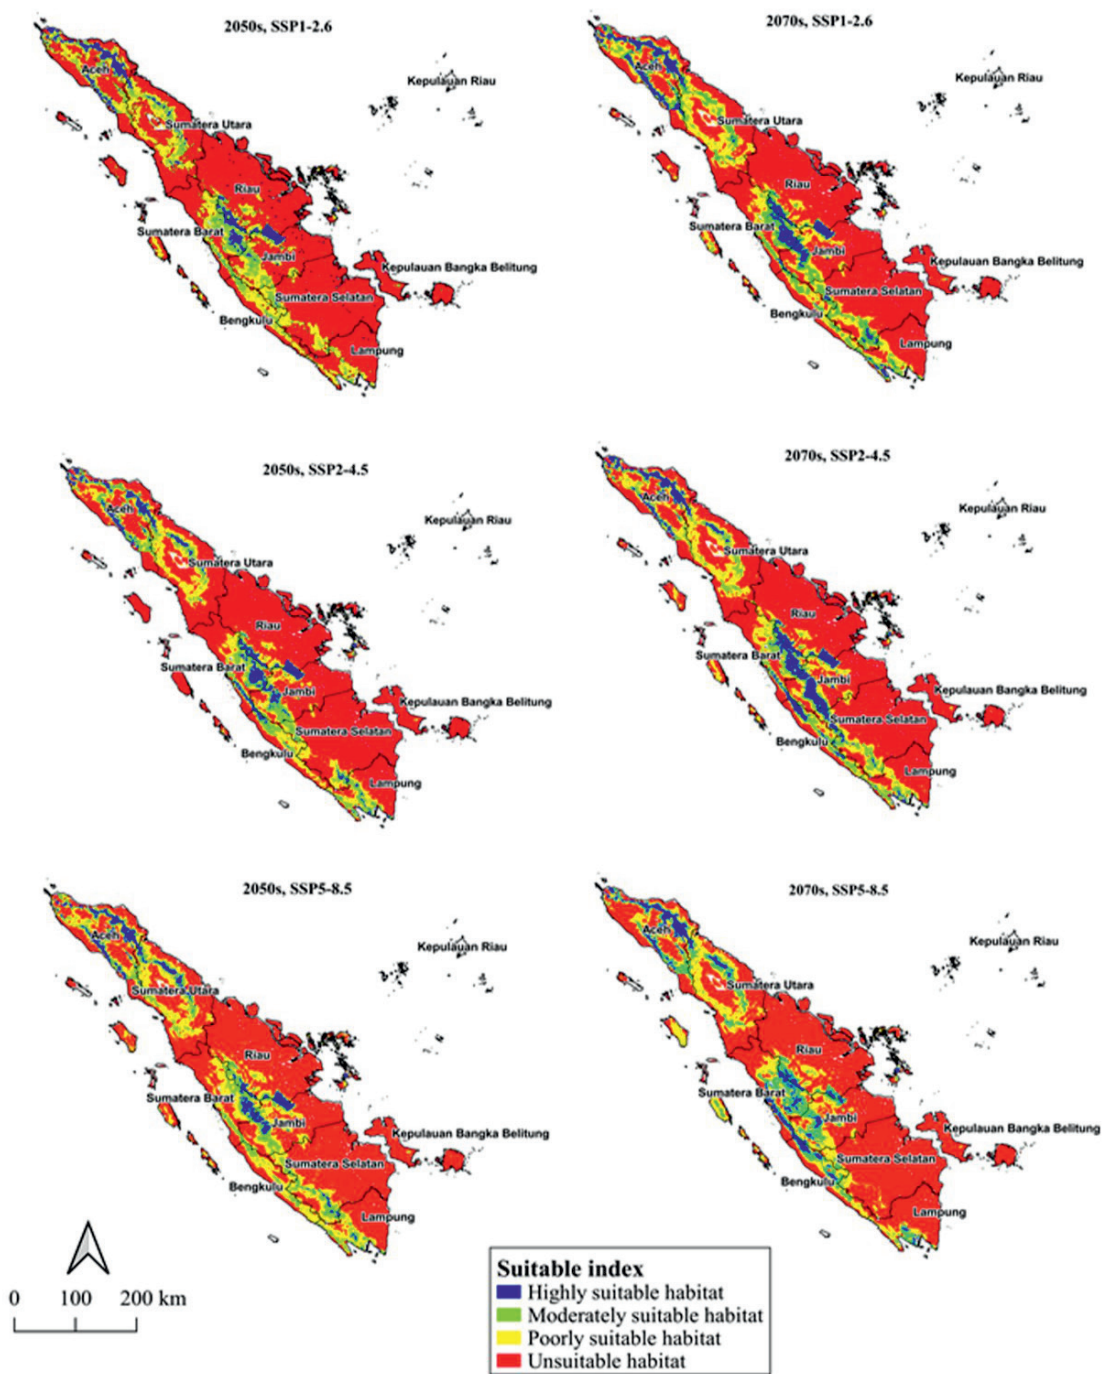 2050s, SSP1-2.6
Aceh
Kepulauan Riau
Sumatera Utara
Riau
Sumatera Barat
Jambi
Kepulauan Bangka Belitung
Sumatera Selatan
Bengkulu
Lampung
2070s, SSP1-2.6
Aceh
Kepulauan Riau
Sumatera Utara
Riau
Sumatera Barat
Jambi
Kepulauan Bangka Belitung
Sumatera Selatan
Bengkulu
Lampung
2050s, SSP2-4.5
Aceh
Kepulauan Riau
Sumatera Utara
Riau
Sumatera Barat
Jambi
Kepulauan Bangka Belitung
Sumatera Selatan
Bengkulu
Lampung
2070s, SSP2-4.5
Aceh
Kepulauan Riau
Sumatera Utara
Riau
Sumatera Barat
Jambi
Kepulauan Bangka Belitung
Sumatera Selatan
Bengkulu
Lampung
2050s, SSP5-8.5
Aceh
Kepulauan Riau
Sumatera Utara
Riau
Sumatera Barat
Jambi
Kepulauan Bangka Belitung
Sumatera Selatan
Bengkulu
Lampung
2070s, SSP5-8.5
Aceh
Kepulauan Riau
Sumatera Utara
Riau
Sumatera Barat
Jambi
Kepulauan Bangka Belitung
Sumatera Selatan
Bengkulu
Lampung
0 100 200 km
Suitable index
Highly suitable habitat
Moderately suitable habitat
Poorly suitable habitat
Unsuitable habitat